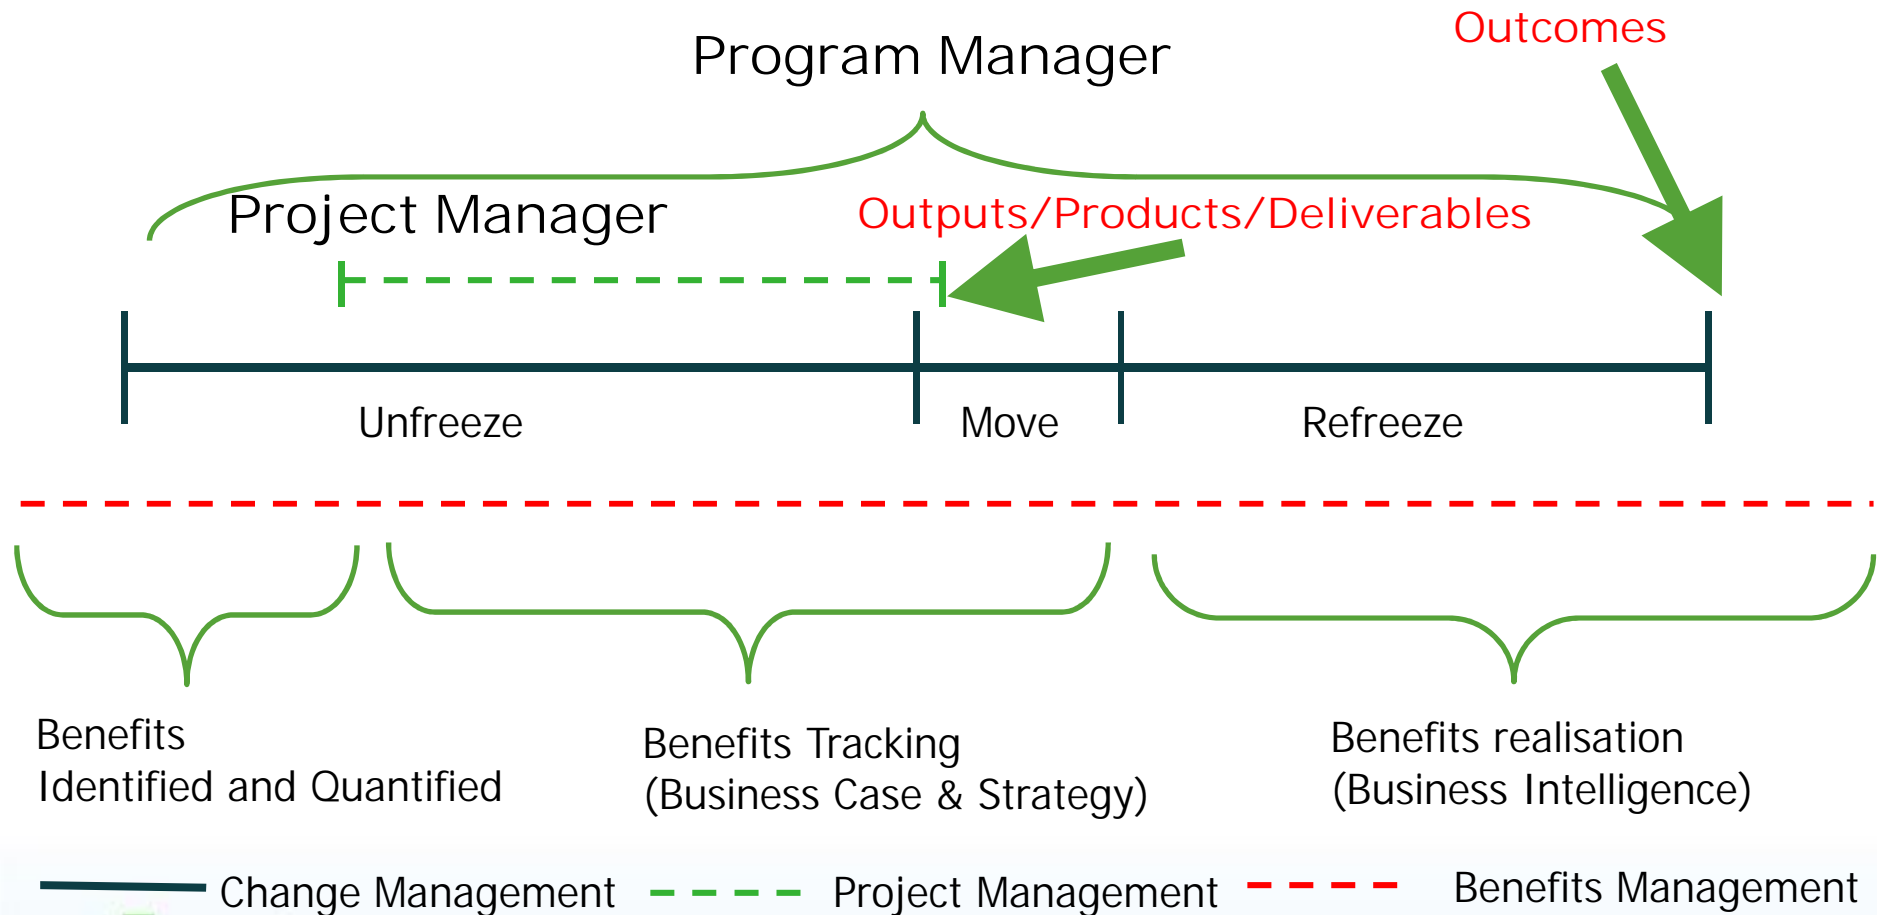 Outcomes
Program Manager
Project Manager
Outputs/Products/Deliverables
Unfreeze
Move
Refreeze
Benefits
Identified and Quantified
Benefits Tracking
(Business Case & Strategy)
Benefits realisation
(Business Intelligence)
Change Management
Project Management
Benefits Management